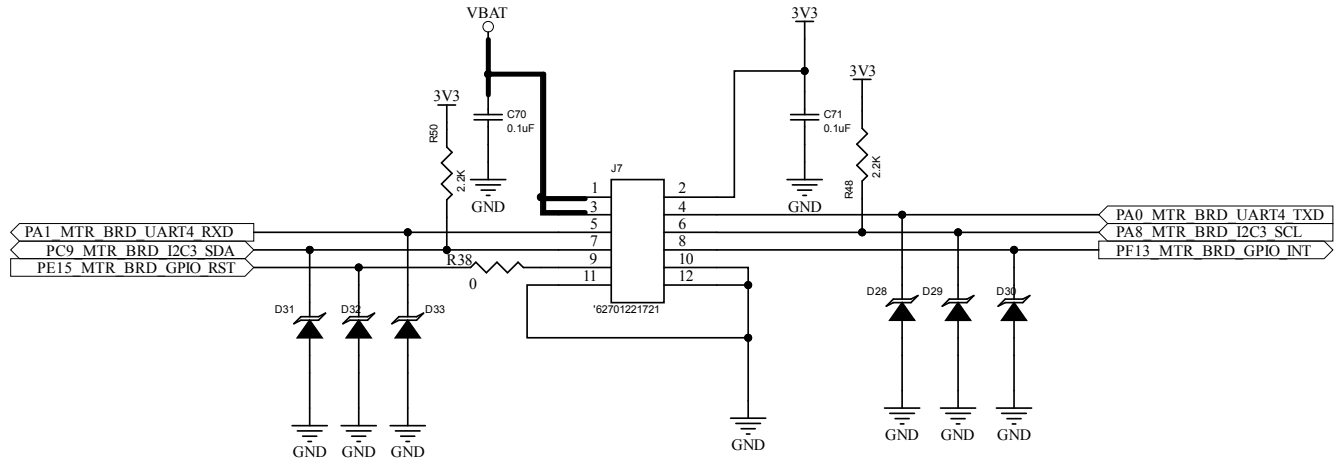 VBAT
3V3
3V3
3V3
C70
0.1uF
C71
0.1uF
R50
2.2K
R48
2.2K
GND
GND
J7
1
2
3
4
5
6
7
8
9
10
11
12
'62701221721
PA1_MTR_BRD_UART4_RXD
PC9_MTR_BRD_I2C3_SDA
PE15_MTR_BRD_GPIO_RST
R38
0
PA0_MTR_BRD_UART4_TXD
PA8_MTR_BRD_I2C3_SCL
PF13_MTR_BRD_GPIO_INT
D31
D32
D33
D28
D29
D30
GND
GND
GND
GND
GND
GND
GND